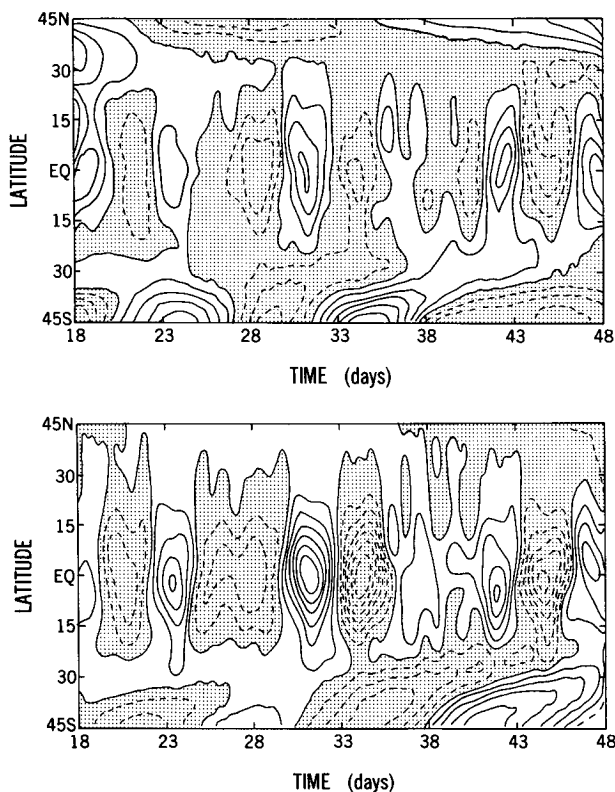 45N
30
15
EQ
15
30
45S
LATITUDE
18 23 28 33 38 43 48
TIME (days)
45N
30
15
EQ
15
30
45S
LATITUDE
18 23 28 33 38 43 48
TIME (days)